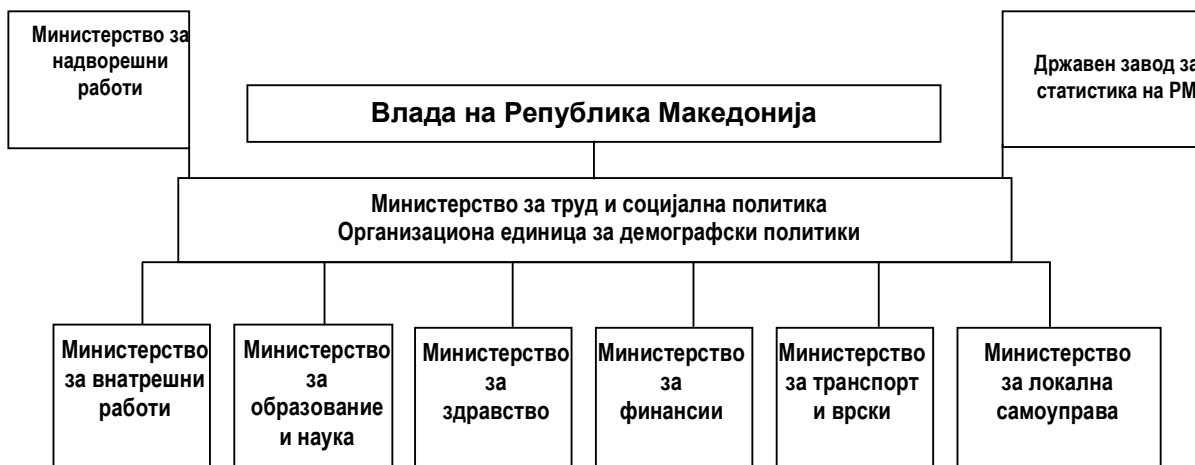 Министерство за
надворешни
работи
Државен завод за
статистика на РМ
Влада на Република Македонија
Министерство за труд и социјална политика
Организациона единица за демографски политики
Министерство
за внатрешни
работи
Министерство
за
образование
и наука
Министерство
за
здравство
Министерство
за
финансии
Министерство
за транспорт
и врски
Министерство
за локална
самоуправа